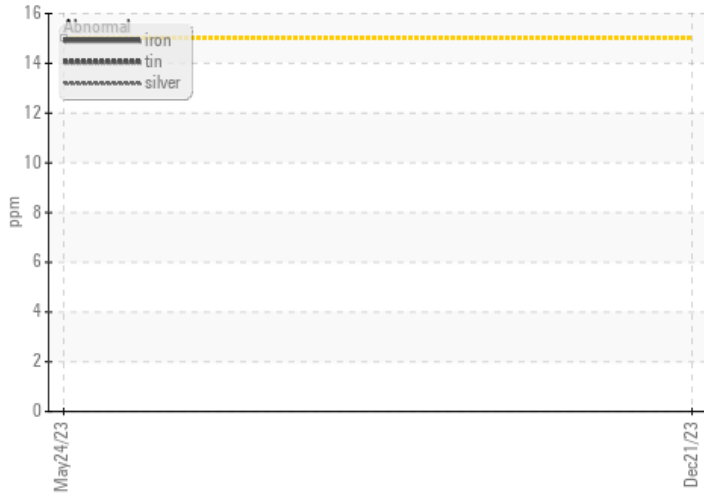 16
Abnormal
iron
tin
silver
14
12
10
8
6
4
2
0
ppm
May24/23
Dec21/23